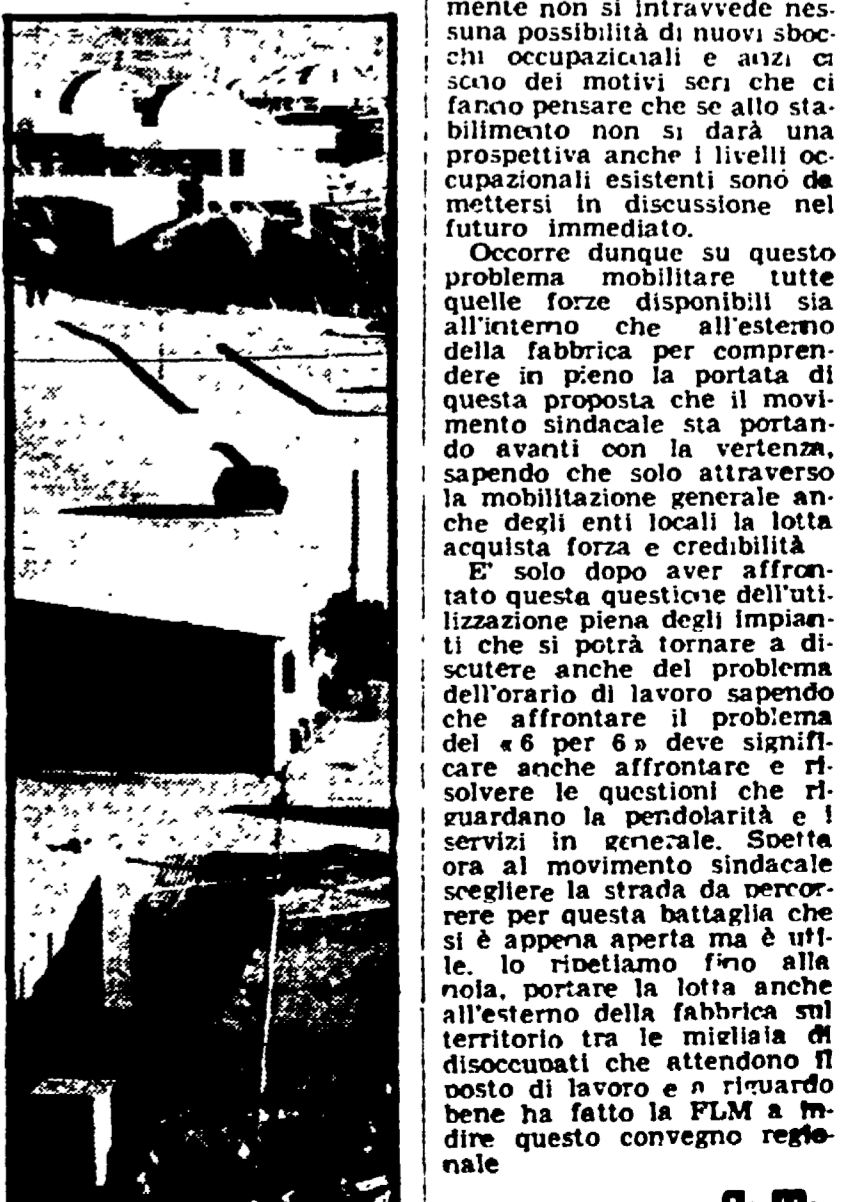 mente non si intravvede nes-
suna possibilità di nuovi sboc-
chi occupazionali e anzi ci
sono dei motivi seri che ci
fanno pensare che se allo sta-
bilimento non si darà una
prospettiva anche i livelli oc-
cupazionali esistenti sono da
mettersi in discussione nel
futuro immediato.
Occorre dunque su questo
problema mobilitare tutte
quelle forze disponibili sia
all'interno che all'esterno
della fabbrica per compren-
dere in pieno la portata di
questa proposta che il movi-
mento sindacale sta portan-
do avanti con la vertenza,
sapendo che solo attraverso
la mobilitazione generale an-
che degli enti locali la lotta
acquista forza e credibilità
E' solo dopo aver affron-
tato questa questione dell'uti-
lizzazione piena degli impian-
ti che si potrà tornare a di-
scutere anche del problema
dell'orario di lavoro sapendo
che affrontare il problema
del « 6 per 6 » deve signifi-
care anche affrontare e ri-
solvere le questioni che ri-
guardano la pendolarità e i
servizi in generale. Spetta
ora al movimento sindacale
scegliere la strada da percor-
rere per questa battaglia che
si è appena aperta ma è uti-
le, lo ripetiamo fino alla
noia, portare la lotta anche
all'esterno della fabbrica sul
territorio tra le migliaia di
disoccupati che attendono il
posto di lavoro e a riguardo
bene ha fatto la FLM a in-
dire questo convegno regio-
nale